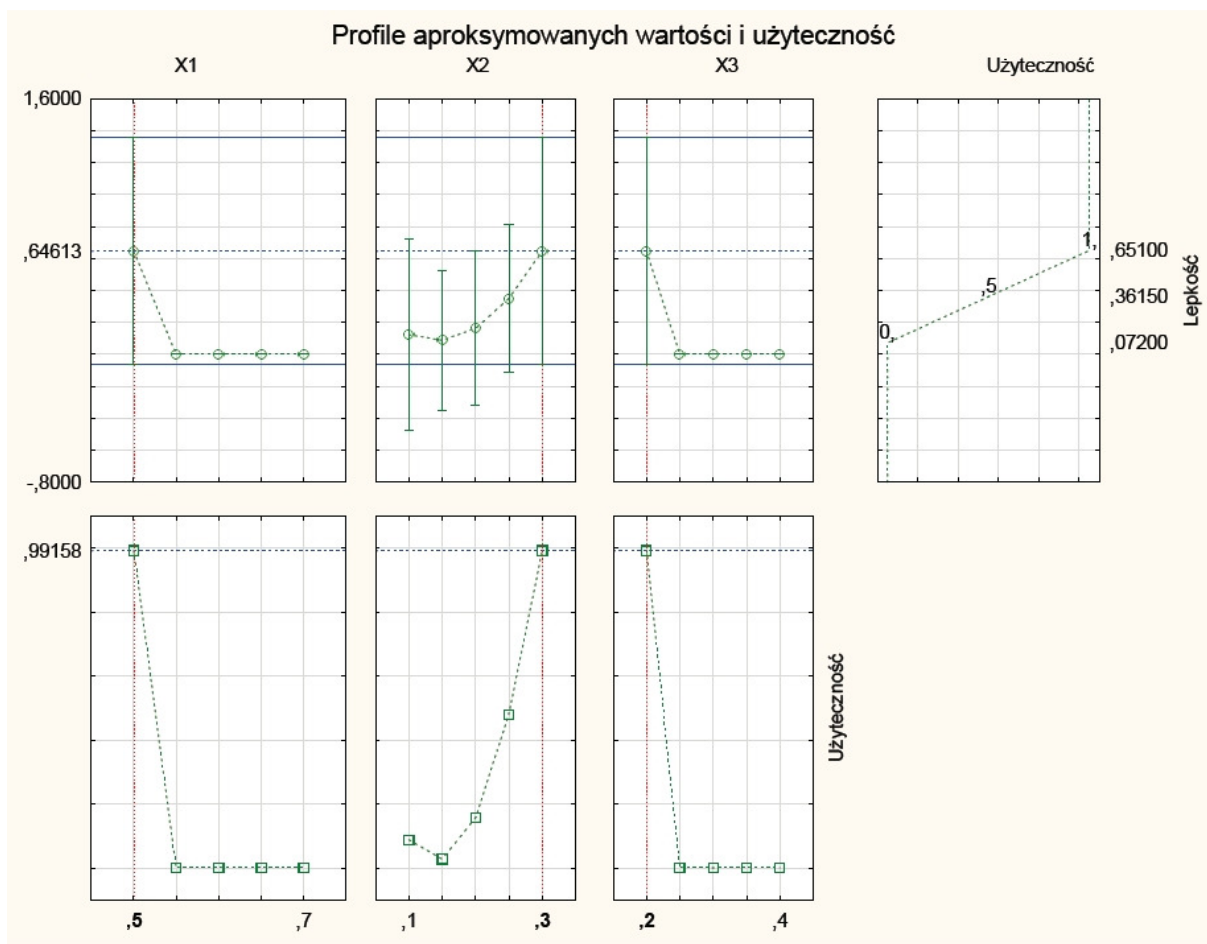 Profile aproksymowanych wartości i użyteczność
X1 X2 X3 Użyteczność
1,6000
,64613
-,8000
1,
,5
0,
,65100
,36150
,07200
Lepkość
,99158
Użyteczność
,5 ,7 ,1 ,3 ,2 ,4